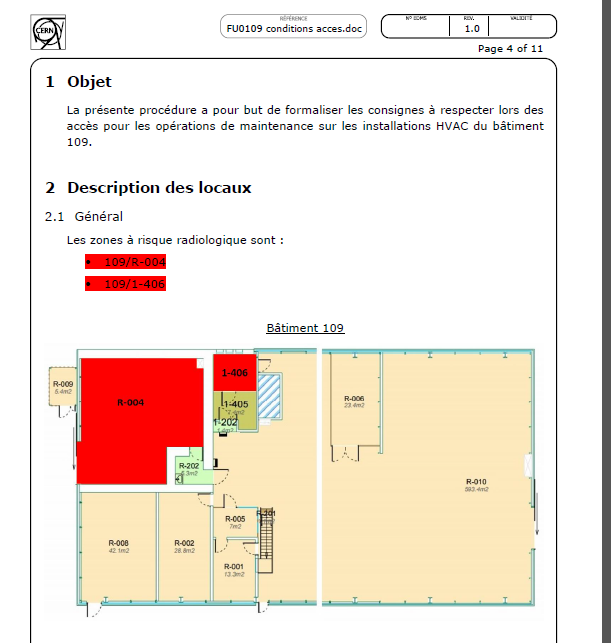 CERN
RÉFÉRENCE
FU0109 conditions acces.doc
N° EDMS
REV.
VALIDITÉ
1.0
Page 4 of 11
1 Objet
La présente procédure a pour but de formaliser les consignes à respecter lors des
accès pour les opérations de maintenance sur les installations HVAC du bâtiment
109.
2 Description des locaux
2.1 Général
Les zones à risque radiologique sont :
• 109/R-004
• 109/1-406
Bâtiment 109
R-009
R-004
1-406
1-405
1-202
R-006
23.4m2
R-202
R-010
593.4m2
R-008
42.1m2
R-002
28.8m2
R-005
7m2
R-201
R-001
13.3m2